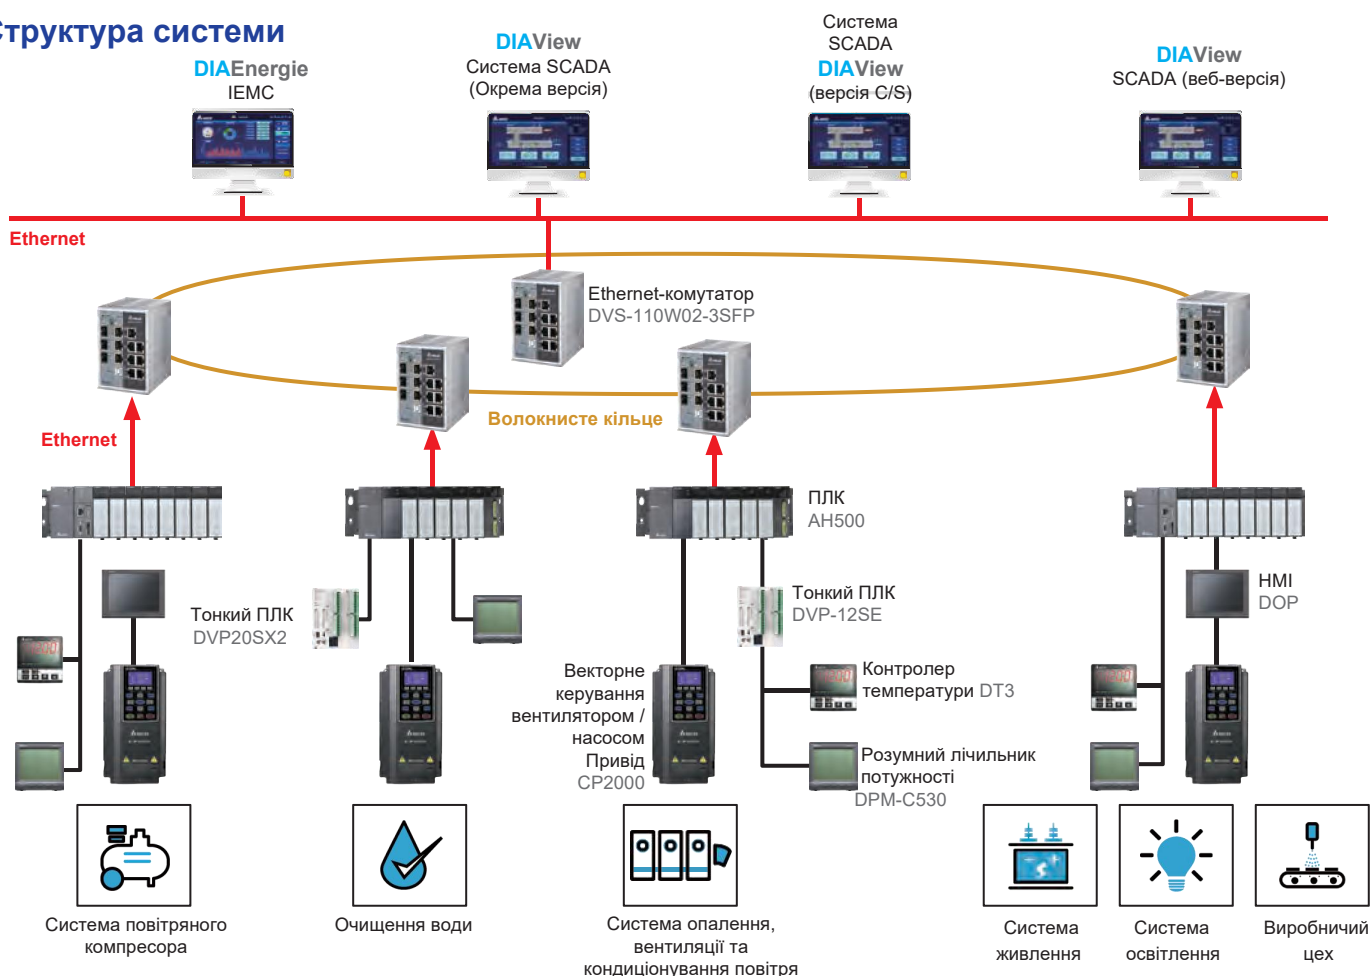 Структура системи
DIAEnergie
IEMC
DIAView
Система SCADA
(Окрема версія)
Система
SCADA
DIAView
(версія C/S)
DIAView
SCADA (веб-версія)
Ethernet
Ethernet-комутатор
DVS-110W02-3SFP
Волокнисте кільце
Ethernet
ПЛК
AH500
Тонкий ПЛК
DVP20SX2
Тонкий ПЛК
DVP-12SE
HMI
DOP
Векторне
керування
вентилятором /
насосом
Привід
CP2000
Контролер
температури DT3
Розумний лічильник
потужності
DPM-C530
Система повітряного
компресора
Очищення води
Система опалення,
вентиляції та
кондиціонування повітря
Система
живлення
Система
освітлення
Виробничий
цех